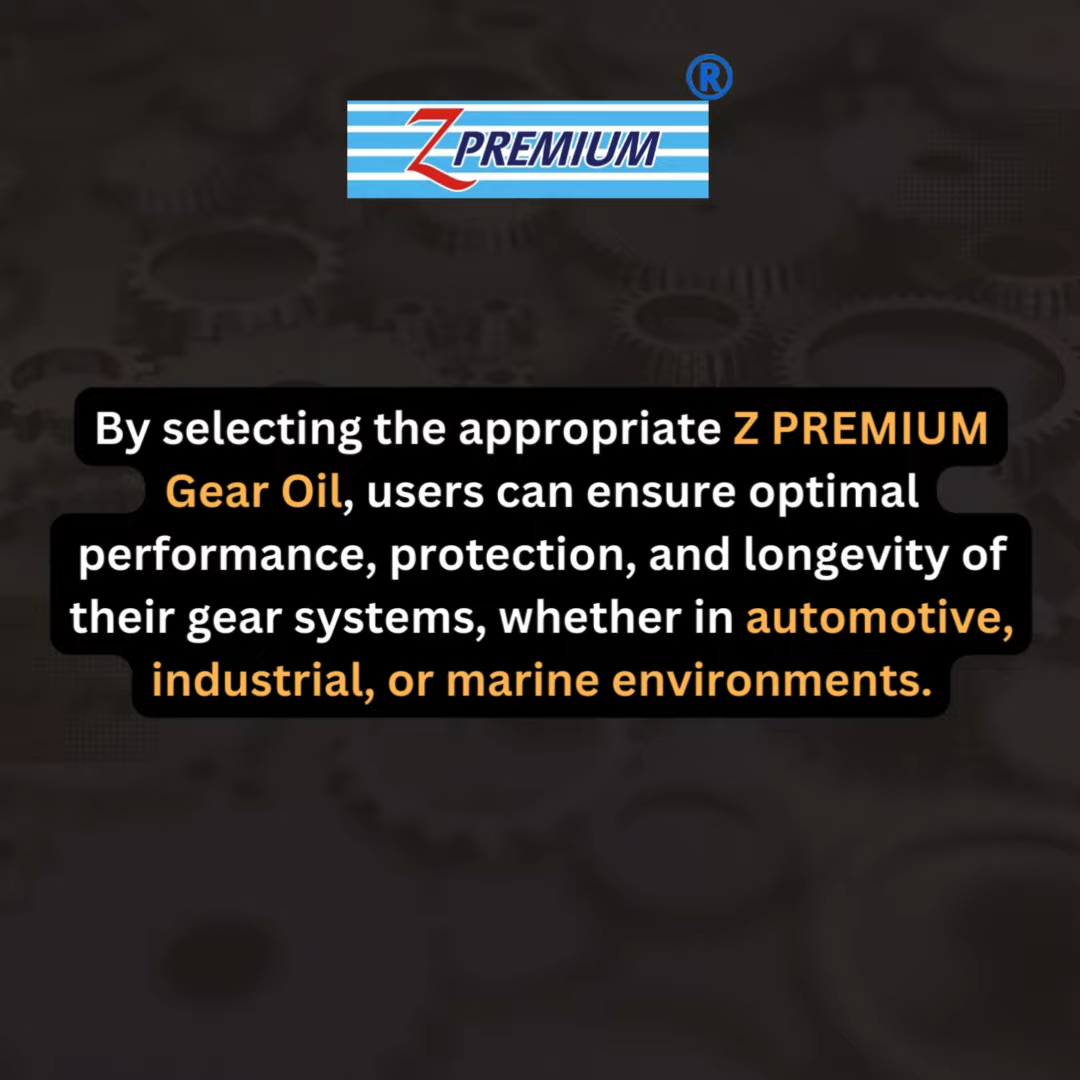 ®
Z PREMIUM
By selecting the appropriate Z PREMIUM
Gear Oil, users can ensure optimal
performance, protection, and longevity of
their gear systems, whether in automotive,
industrial, or marine environments.